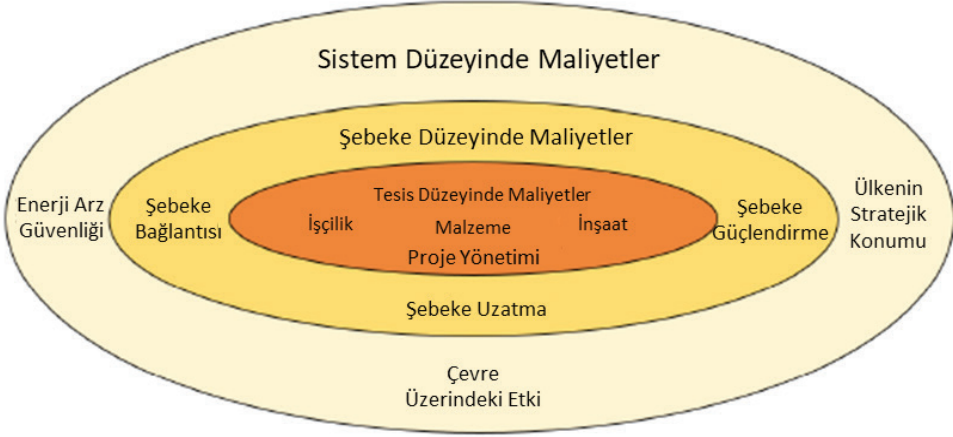 Sistem Düzeyinde Maliyetler
Şebeke Düzeyinde Maliyetler
Tesis Düzeyinde Maliyetler
İşçilik
Malzeme
İnşaat
Proje Yönetimi
Enerji Arz
Güvenliği
Şebeke
Bağlantısı
Şebeke
Güçlendirme
Ülkenin
Stratejik
Konumu
Şebeke Uzatma
Çevre
Üzerindeki Etki